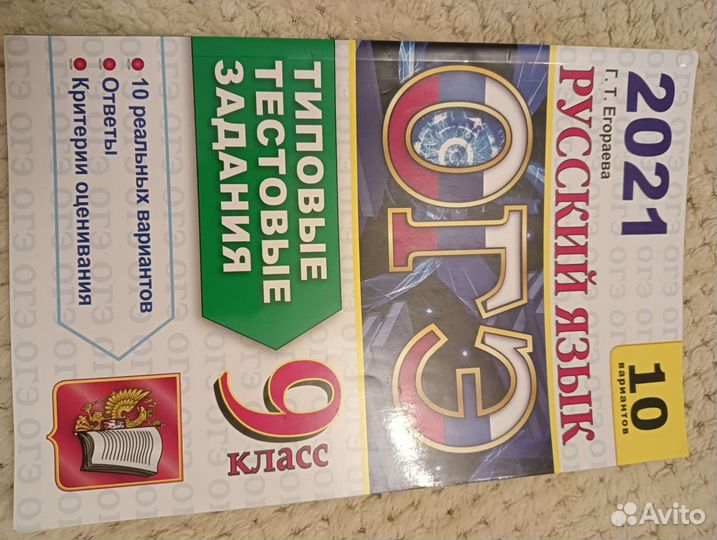 2021
Г. Т. Егораева
РУССКИЙ ЯЗЫК
10
вариантов
ОГЭ
ТИПОВЫЕ
ТЕСТОВЫЕ
ЗАДАНИЯ
9
КЛАСС
10 реальных вариантов
Ответы
Критерии оценивания
Avito